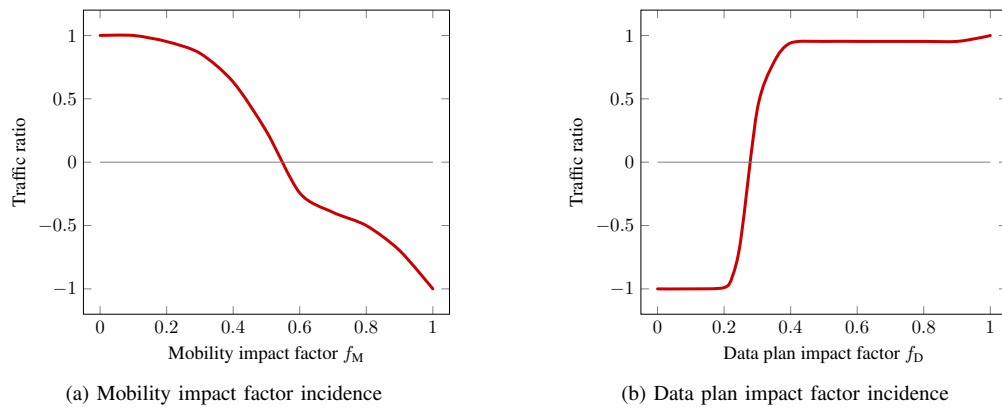 1
0.5
0
−0.5
−1
Traffic ratio
0 0.2 0.4 0.6 0.8 1
Mobility impact factor f_M
(a) Mobility impact factor incidence
1
0.5
0
−0.5
−1
Traffic ratio
0 0.2 0.4 0.6 0.8 1
Data plan impact factor f_D
(b) Data plan impact factor incidence